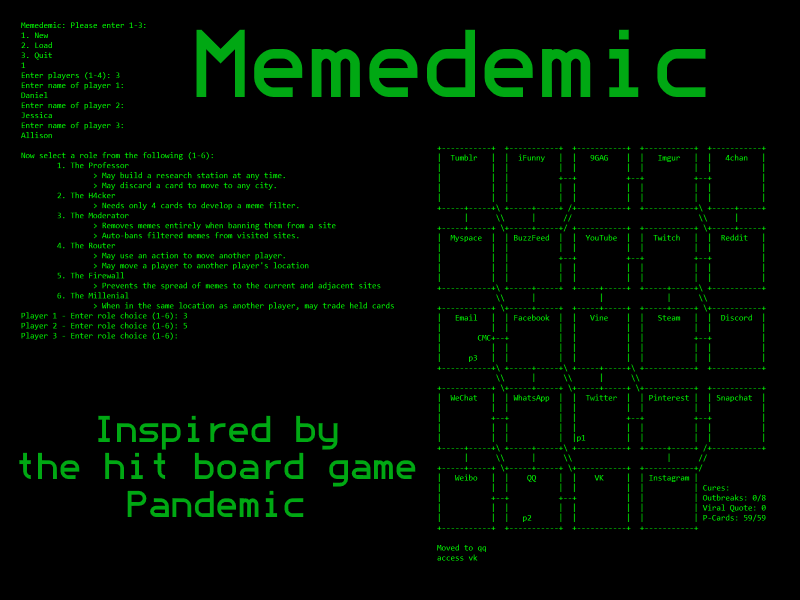 Memedemic
Memedemic: Please enter 1-3:
1. New
2. Load
3. Quit
1
Enter players (1-4): 3
Enter name of player 1:
Daniel
Enter name of player 2:
Jessica
Enter name of player 3:
Allison
Now select a role from the following (1-6):
1. The Professor
> May build a research station at any time.
> May discard a card to move to any city.
2. The H4cker
> Needs only 4 cards to develop a meme filter.
3. The Moderator
> Removes memes entirely when banning them from a site
> Auto-bans filtered memes from visited sites.
4. The Router
> May use an action to move another player.
> May move a player to another player's location
5. The Firewall
> Prevents the spread of memes to the current and adjacent sites
6. The Millenial
> When in the same location as another player, may trade held cards
Player 1 - Enter role choice (1-6): 3
Player 2 - Enter role choice (1-6): 5
Player 3 - Enter role choice (1-6):
Inspired by
the hit board game
Pandemic
Tumblr iFunny 9GAG Imgur 4chan
Myspace BuzzFeed YouTube Twitch Reddit
Email Facebook Vine Steam Discord
CMC
p3
WeChat WhatsApp Twitter Pinterest Snapchat
p1
Weibo QQ VK Instagram
Cures:
Outbreaks: 0/8
Viral Quote: 0
p2 P-Cards: 59/59
Moved to qq
access vk